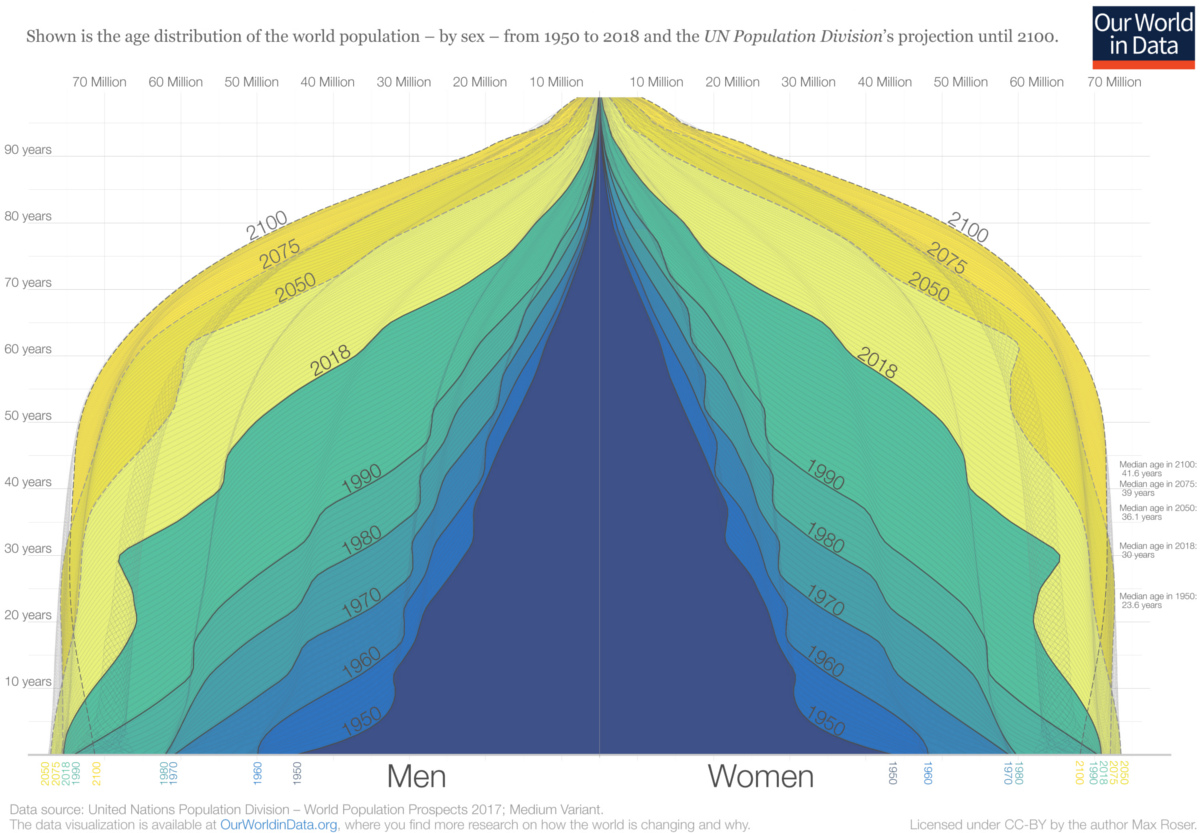 Our World
in Data
Shown is the age distribution of the world population – by sex – from 1950 to 2018 and the UN Population Division’s projection until 2100.
70 Million 60 Million 50 Million 40 Million 30 Million 20 Million 10 Million 10 Million 20 Million 30 Million 40 Million 50 Million 60 Million 70 Million
90 years
80 years
2100 2100
2075 2075
70 years
2050 2050
60 years
2018 2018
50 years
1990 1990
Median age in 2100:
41.6 years
40 years
Median age in 2075:
39 years
Median age in 2050:
36.1 years
1980 1980
30 years
Median age in 2018:
30 years
1970 1970
Median age in 1950:
23.6 years
20 years
1960 1960
10 years
1950 1950
2050 2075 2018 1990 2100 1980 1970 1960 1950 Men Women 1950 1960 1970 1980 2100 1990 2018 2075 2050
Data source: United Nations Population Division – World Population Prospects 2017; Medium Variant.
The data visualization is available at OurWorldinData.org, where you find more research on how the world is changing and why. Licensed under CC-BY by the author Max Roser.